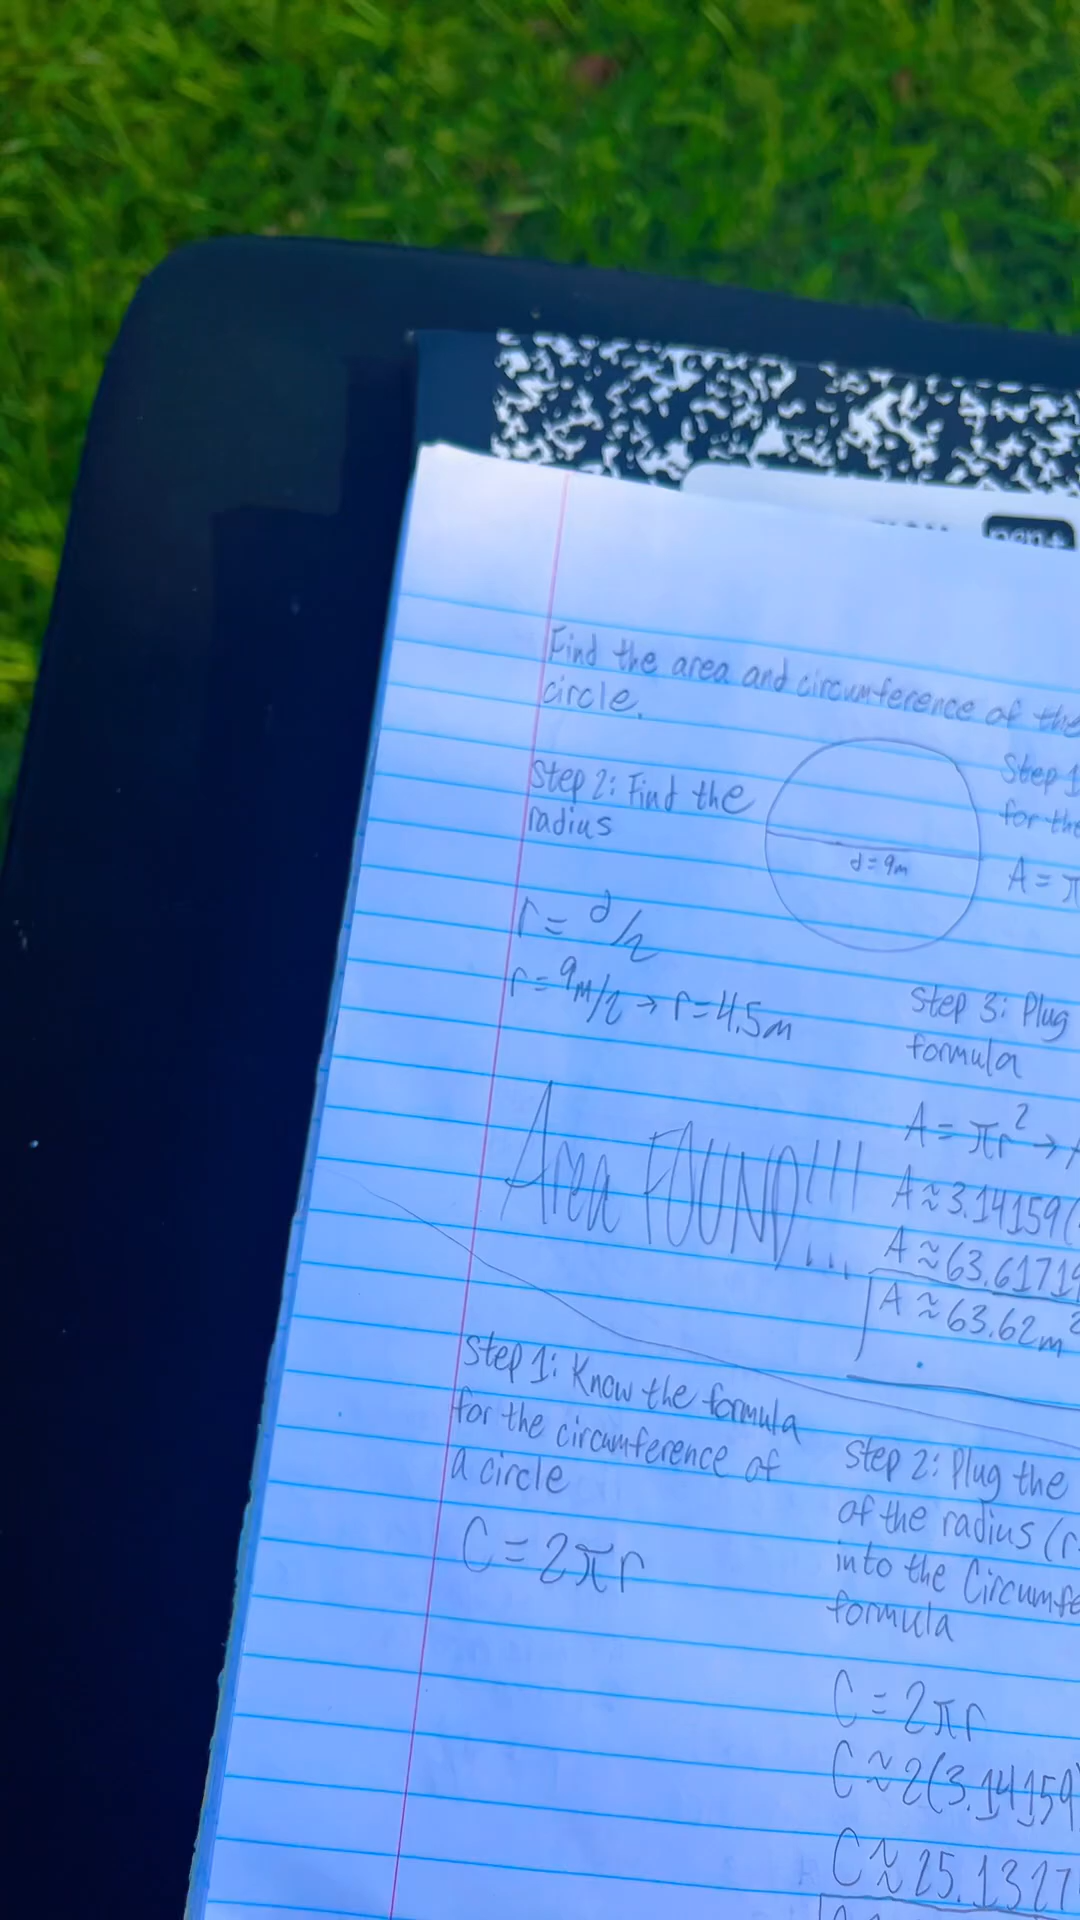 Find the area and circumference of the
circle.
Step 1
for the
A = π
d = 9m
Step 2: Find the
radius
r = d/2
r = 9m/2 → r = 4.5m
Step 3: Plug
formula
A = πr² →
A ≈ 3.14159(
A ≈ 63.6171
A ≈ 63.62m²
Area FOUND!!!...
Step 1: Know the formula
for the circumference of
a circle
C = 2πr
Step 2: Plug the
of the radius (r
into the Circumfe
formula
C = 2πr
C ≈ 2(3.14159)
C ≈ 25.1327